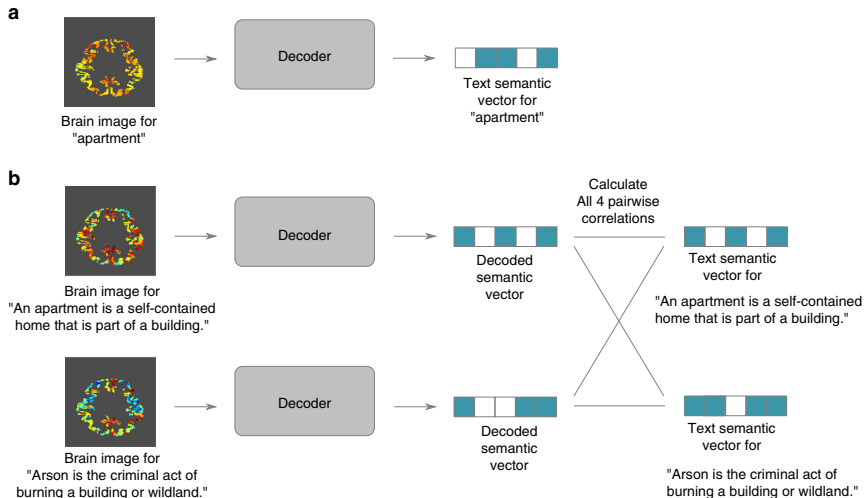 a
Decoder
Brain image for
"apartment"
Text semantic
vector for
"apartment"
b
Calculate
All 4 pairwise
correlations
Decoder
Decoded
semantic
vector
Text semantic
vector for
Brain image for
"An apartment is a self-contained
home that is part of a building."
"An apartment is a self-contained
home that is part of a building."
Decoder
Decoded
semantic
vector
Text semantic
vector for
Brain image for
"Arson is the criminal act of
burning a building or wildland."
"Arson is the criminal act of
burning a building or wildland."